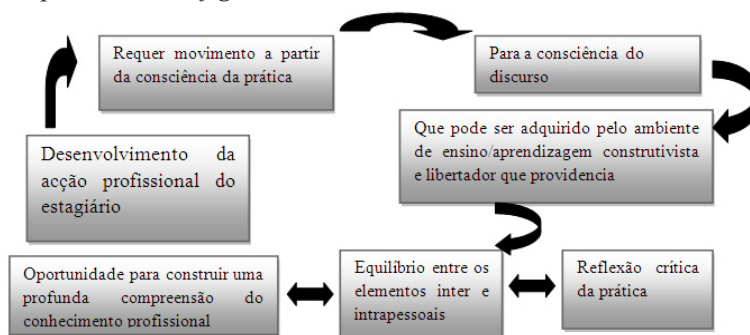 Requer movimento a partir
da consciência da prática
Para a consciência do
discurso
Que pode ser adquirido pelo ambiente
de ensino/aprendizagem construtivista
e libertador que providencia
Desenvolvimento da
acção profissional do
estagiário
Oportunidade para construir uma
profunda compreensão do
conhecimento profissional
Equilíbrio entre os
elementos inter e
intrapessoais
Reflexão crítica
da prática